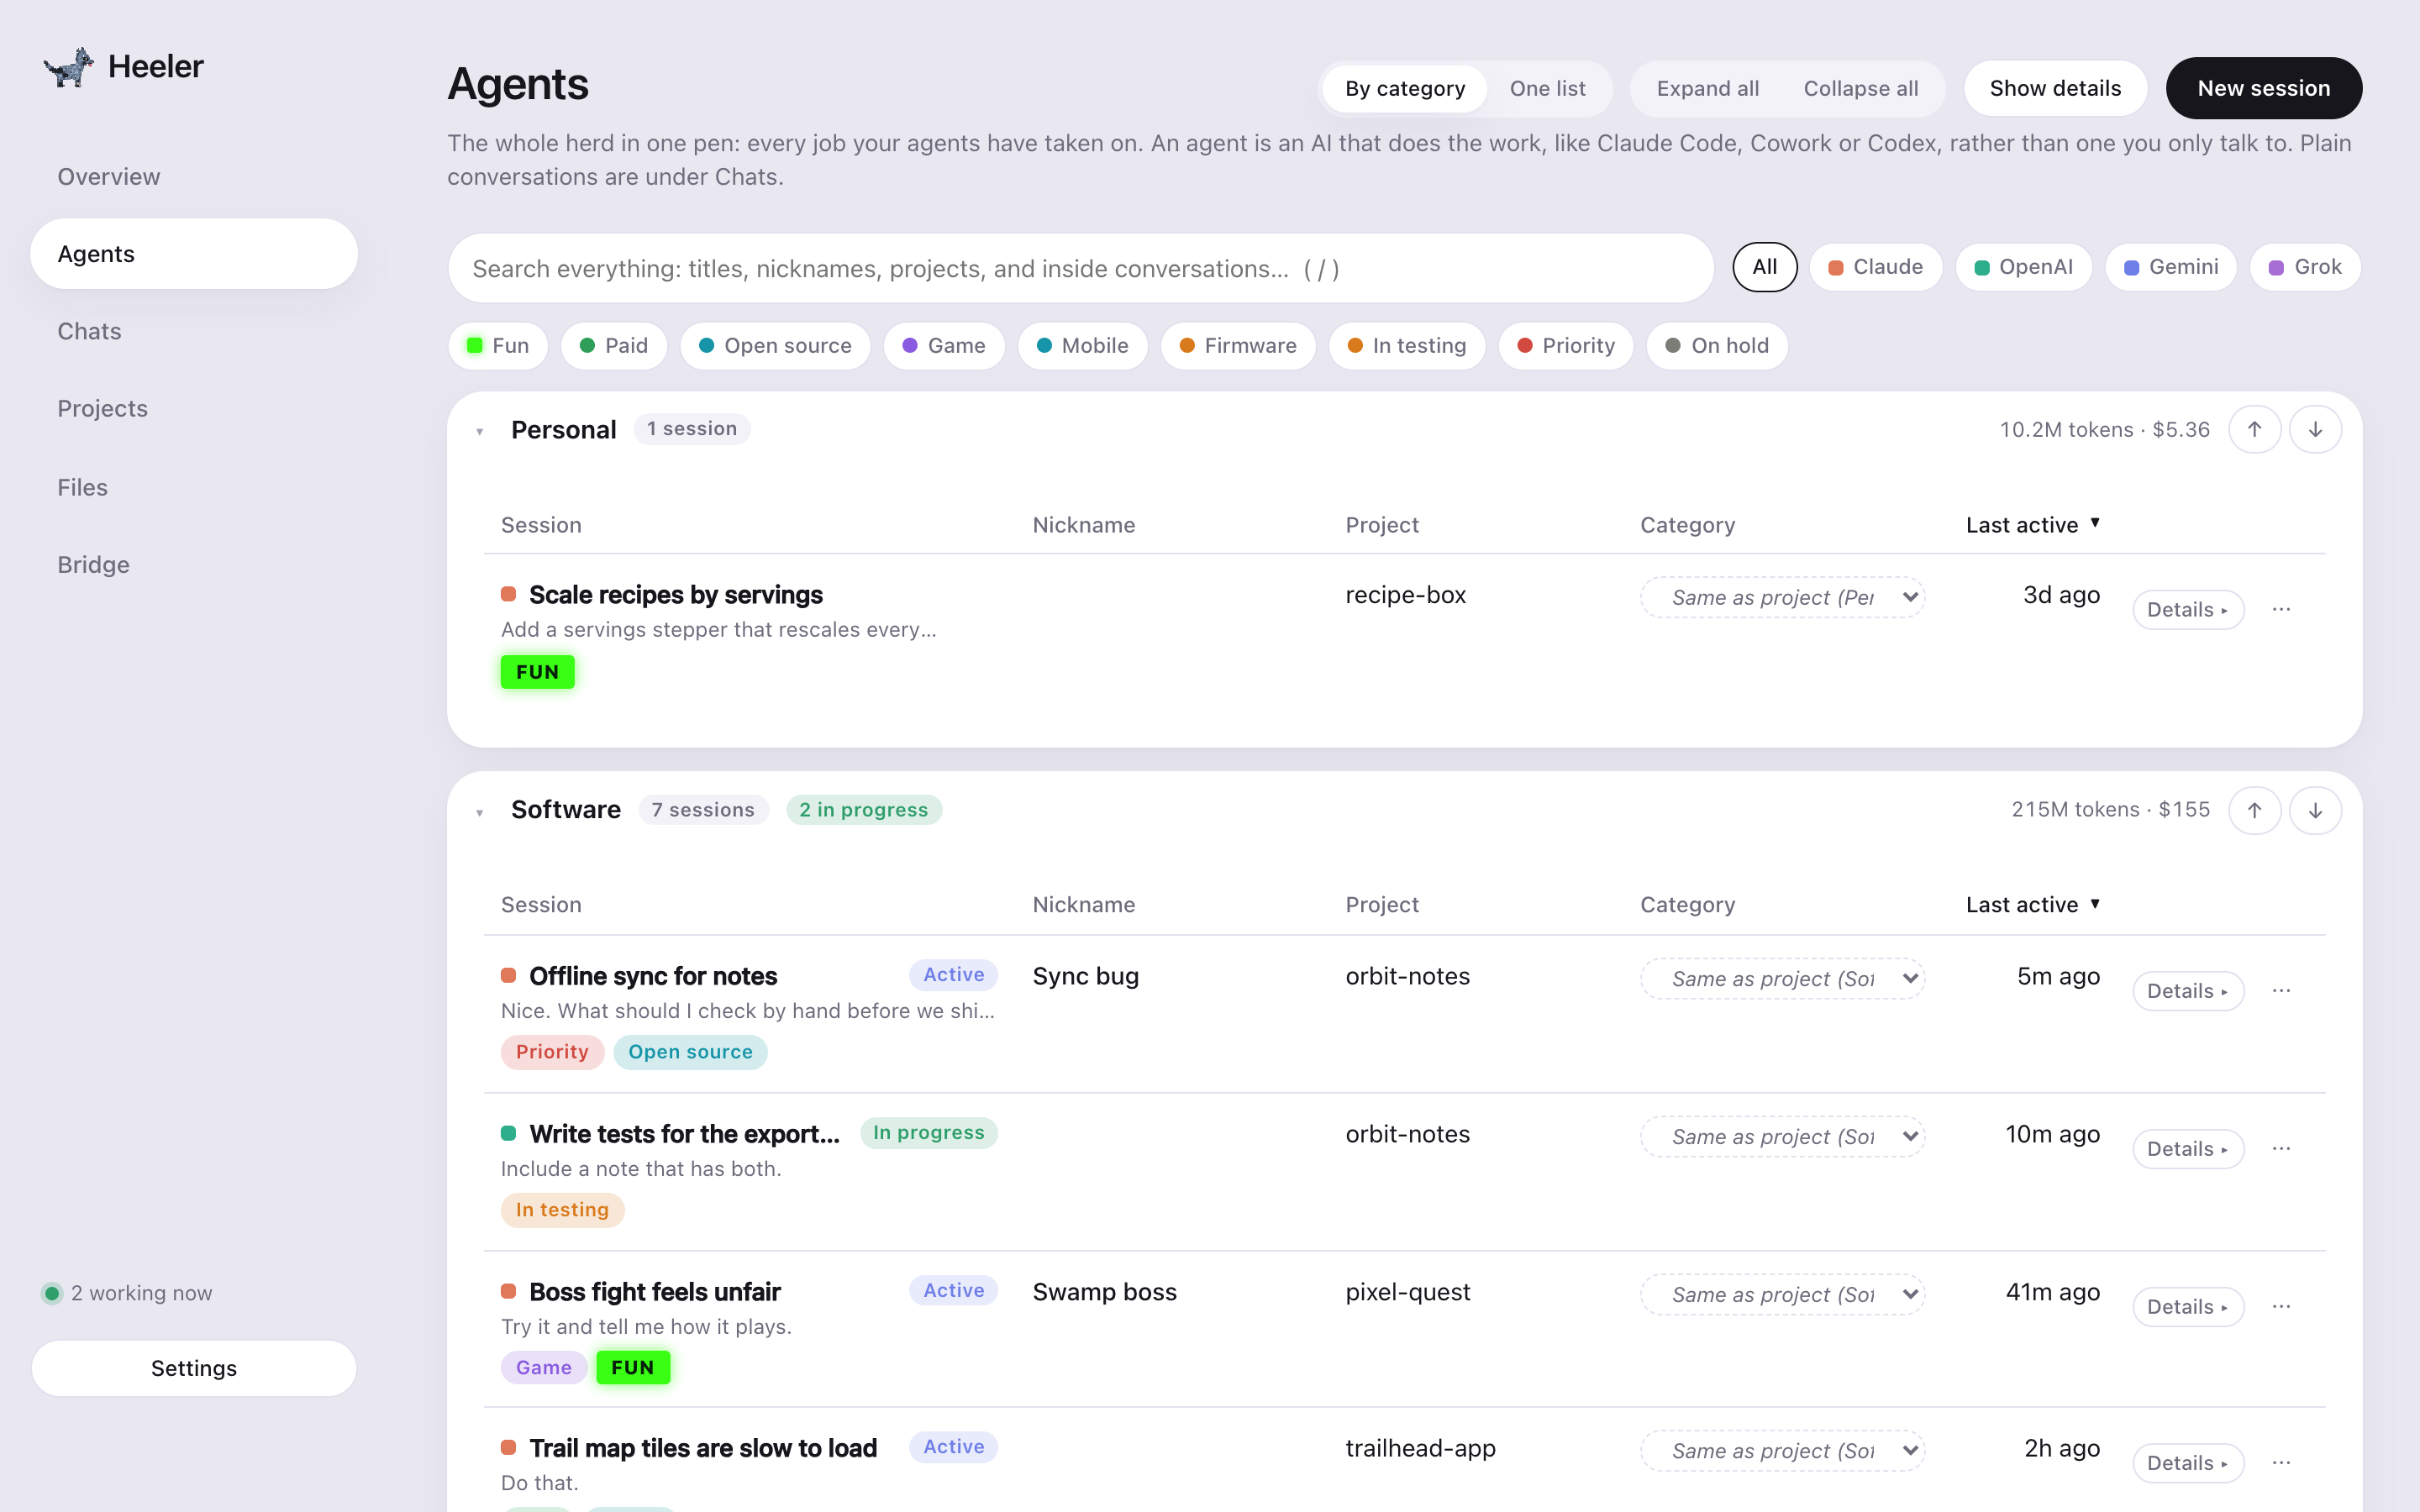 Heeler
Overview
Agents
Chats
Projects
Files
Bridge
2 working now
Settings
Agents
By category One list Expand all Collapse all Show details New session
The whole herd in one pen: every job your agents have taken on. An agent is an AI that does the work, like Claude Code, Cowork or Codex, rather than one you only talk to. Plain
conversations are under Chats.
Search everything: titles, nicknames, projects, and inside conversations... ( / ) All Claude OpenAI Gemini Grok
Fun Paid Open source Game Mobile Firmware In testing Priority On hold
Personal 1 session 10.2M tokens · $5.36 ↑ ↓
Session Nickname Project Category Last active ▼
Scale recipes by servings recipe-box Same as project (Per 3d ago Details ▸ ···
Add a servings stepper that rescales every...
FUN
Software 7 sessions 2 in progress 215M tokens · $155 ↑ ↓
Session Nickname Project Category Last active ▼
Offline sync for notes Active Sync bug orbit-notes Same as project (Sof 5m ago Details ▸ ···
Nice. What should I check by hand before we shi...
Priority Open source
Write tests for the export... In progress orbit-notes Same as project (Sof 10m ago Details ▸ ···
Include a note that has both.
In testing
Boss fight feels unfair Active Swamp boss pixel-quest Same as project (Sof 41m ago Details ▸ ···
Try it and tell me how it plays.
Game FUN
Trail map tiles are slow to load Active trailhead-app Same as project (Sof 2h ago Details ▸ ···
Do that.